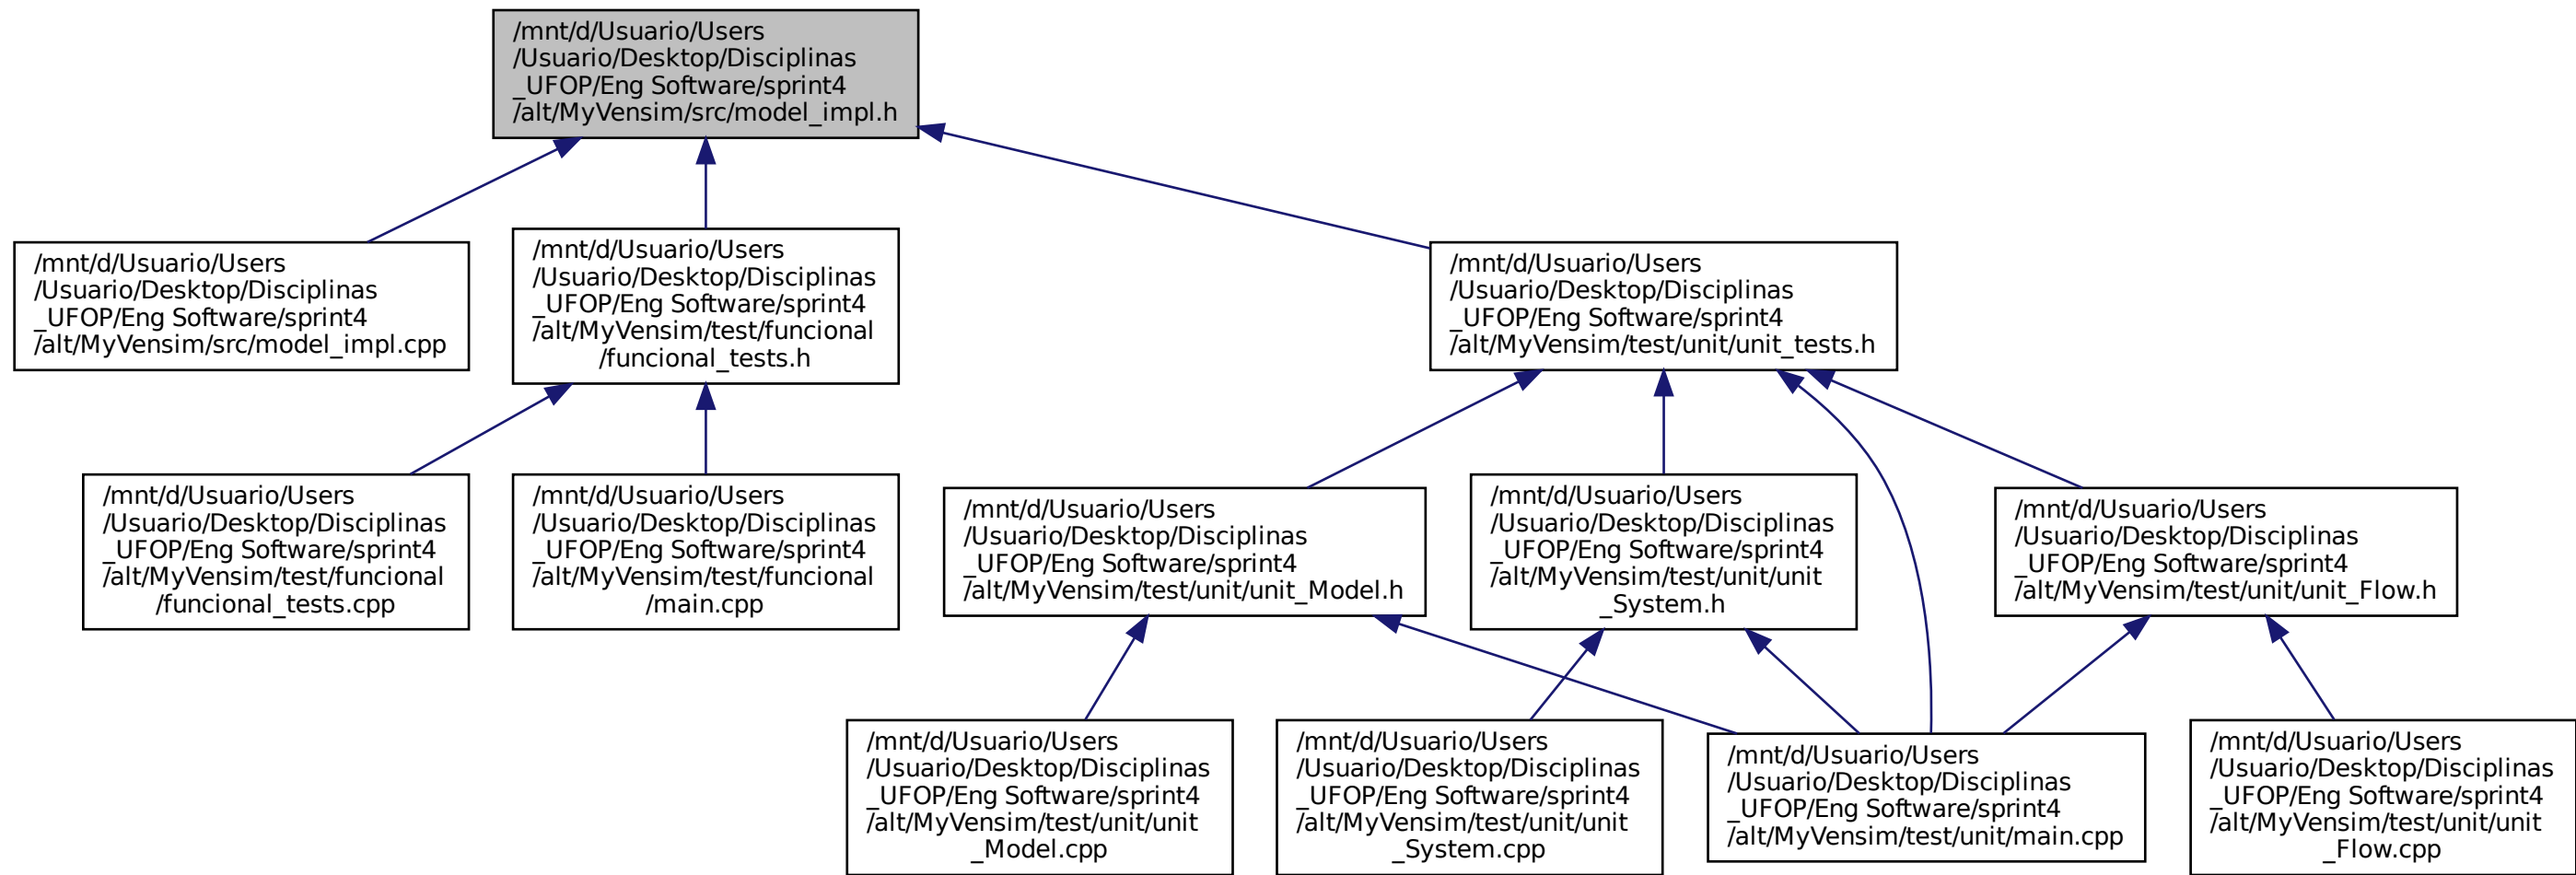 /mnt/d/Usuario/Users
/Usuario/Desktop/Disciplinas
_UFOP/Eng Software/sprint4
/alt/MyVensim/src/model_impl.h
/mnt/d/Usuario/Users
/Usuario/Desktop/Disciplinas
_UFOP/Eng Software/sprint4
/alt/MyVensim/src/model_impl.cpp
/mnt/d/Usuario/Users
/Usuario/Desktop/Disciplinas
_UFOP/Eng Software/sprint4
/alt/MyVensim/test/funcional
/funcional_tests.h
/mnt/d/Usuario/Users
/Usuario/Desktop/Disciplinas
_UFOP/Eng Software/sprint4
/alt/MyVensim/test/unit/unit_tests.h
/mnt/d/Usuario/Users
/Usuario/Desktop/Disciplinas
_UFOP/Eng Software/sprint4
/alt/MyVensim/test/funcional
/funcional_tests.cpp
/mnt/d/Usuario/Users
/Usuario/Desktop/Disciplinas
_UFOP/Eng Software/sprint4
/alt/MyVensim/test/funcional
/main.cpp
/mnt/d/Usuario/Users
/Usuario/Desktop/Disciplinas
_UFOP/Eng Software/sprint4
/alt/MyVensim/test/unit/unit_Model.h
/mnt/d/Usuario/Users
/Usuario/Desktop/Disciplinas
_UFOP/Eng Software/sprint4
/alt/MyVensim/test/unit/unit
_System.h
/mnt/d/Usuario/Users
/Usuario/Desktop/Disciplinas
_UFOP/Eng Software/sprint4
/alt/MyVensim/test/unit/unit_Flow.h
/mnt/d/Usuario/Users
/Usuario/Desktop/Disciplinas
_UFOP/Eng Software/sprint4
/alt/MyVensim/test/unit/unit
_Model.cpp
/mnt/d/Usuario/Users
/Usuario/Desktop/Disciplinas
_UFOP/Eng Software/sprint4
/alt/MyVensim/test/unit/unit
_System.cpp
/mnt/d/Usuario/Users
/Usuario/Desktop/Disciplinas
_UFOP/Eng Software/sprint4
/alt/MyVensim/test/unit/main.cpp
/mnt/d/Usuario/Users
/Usuario/Desktop/Disciplinas
_UFOP/Eng Software/sprint4
/alt/MyVensim/test/unit/unit
_Flow.cpp